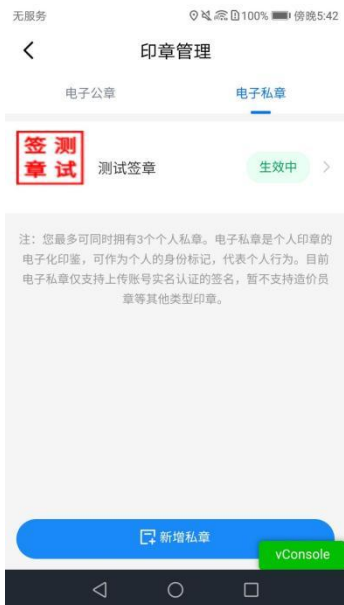 无服务
100% 傍晚5:42
印章管理
电子公章
电子私章
签测
章试
测试签章
生效中
注：您最多可同时拥有3个个人私章。电子私章是个人印章的
电子化印鉴，可作为个人的身份标记，代表个人行为。目前
电子私章仅支持上传账号实名认证的签名，暂不支持造价员
章等其他类型印章。
新增私章
vConsole